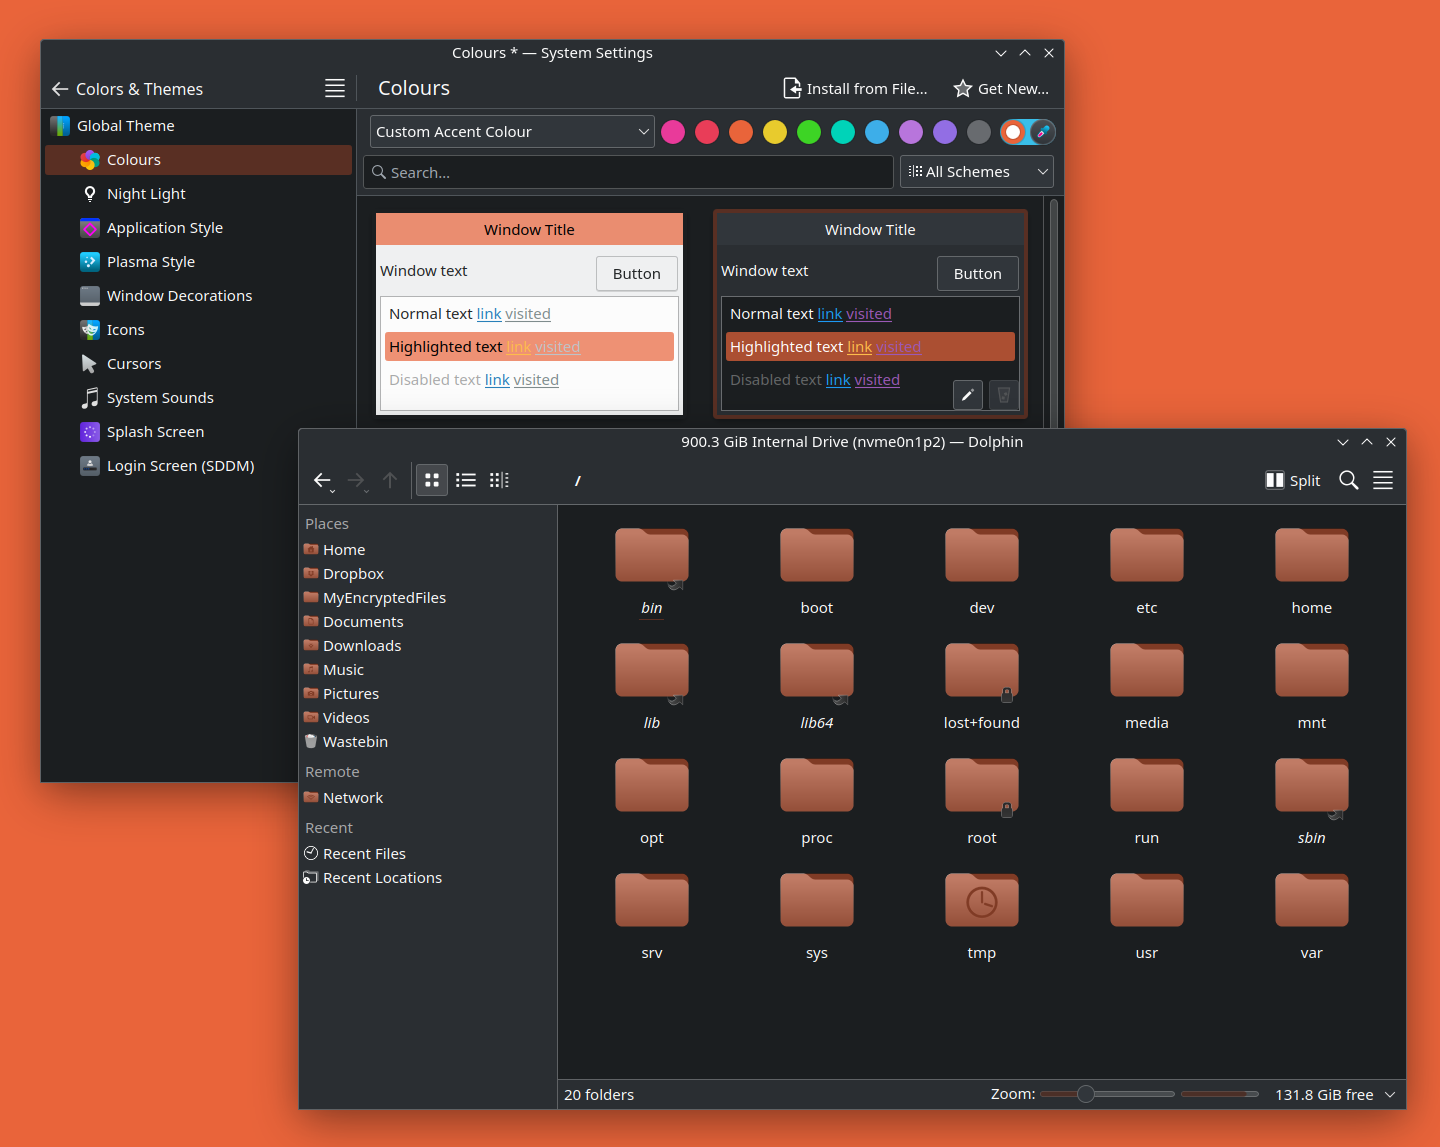 Colours * — System Settings
Colors & Themes
Colours
Install from File...
Get New...
Global Theme
Colours
Night Light
Application Style
Plasma Style
Window Decorations
Icons
Cursors
System Sounds
Splash Screen
Login Screen (SDDM)
Custom Accent Colour
Search...
All Schemes
Window Title
Window text
Button
Normal text link visited
Highlighted text link visited
Disabled text link visited
Window Title
Window text
Button
Normal text link visited
Highlighted text link visited
Disabled text link visited
900.3 GiB Internal Drive (nvme0n1p2) — Dolphin
/
Split
Places
Home
Dropbox
MyEncryptedFiles
Documents
Downloads
Music
Pictures
Videos
Wastebin
Remote
Network
Recent
Recent Files
Recent Locations
bin boot dev etc home
lib lib64 lost+found media mnt
opt proc root run sbin
srv sys tmp usr var
20 folders
Zoom:
131.8 GiB free